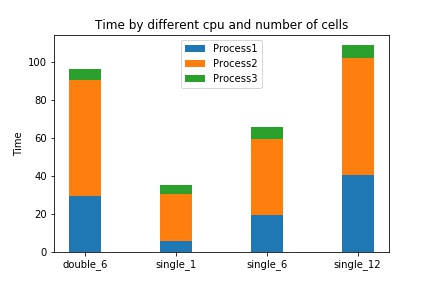 Time by different cpu and number of cells
Process1
Process2
Process3
Time
100
80
60
40
20
0
double_6
single_1
single_6
single_12